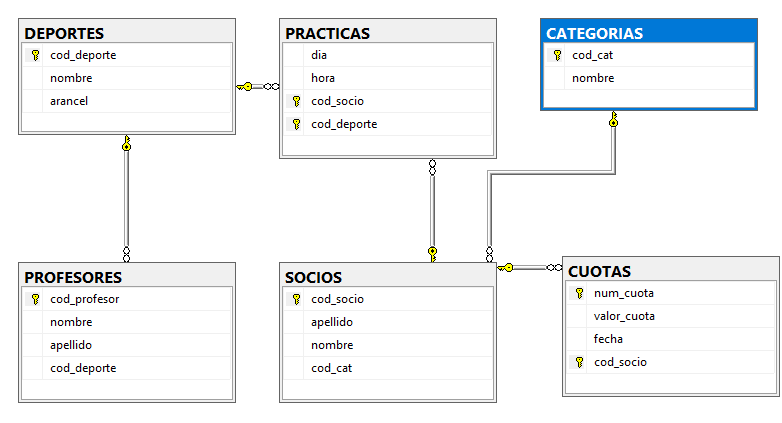 DEPORTES
cod_deporte
nombre
arancel
PRACTICAS
dia
hora
cod_socio
cod_deporte
CATEGORIAS
cod_cat
nombre
PROFESORES
cod_profesor
nombre
apellido
cod_deporte
SOCIOS
cod_socio
apellido
nombre
cod_cat
CUOTAS
num_cuota
valor_cuota
fecha
cod_socio